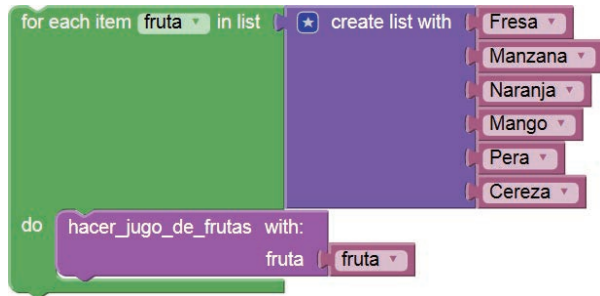 for each item fruta in list create list with Fresa
Manzana
Naranja
Mango
Pera
Cereza
do hacer_jugo_de_frutas with:
fruta fruta